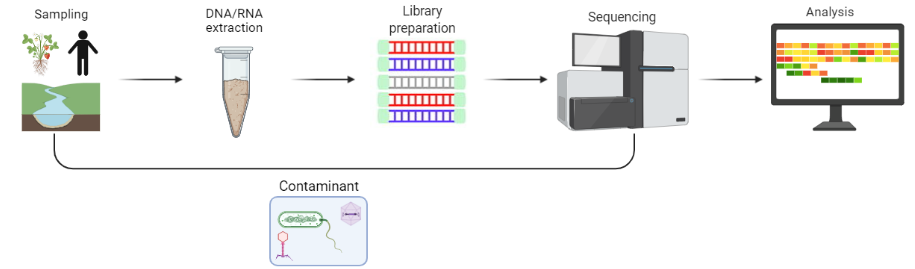 Sampling
DNA/RNA
extraction
Library
preparation
Sequencing
Analysis
Contaminant